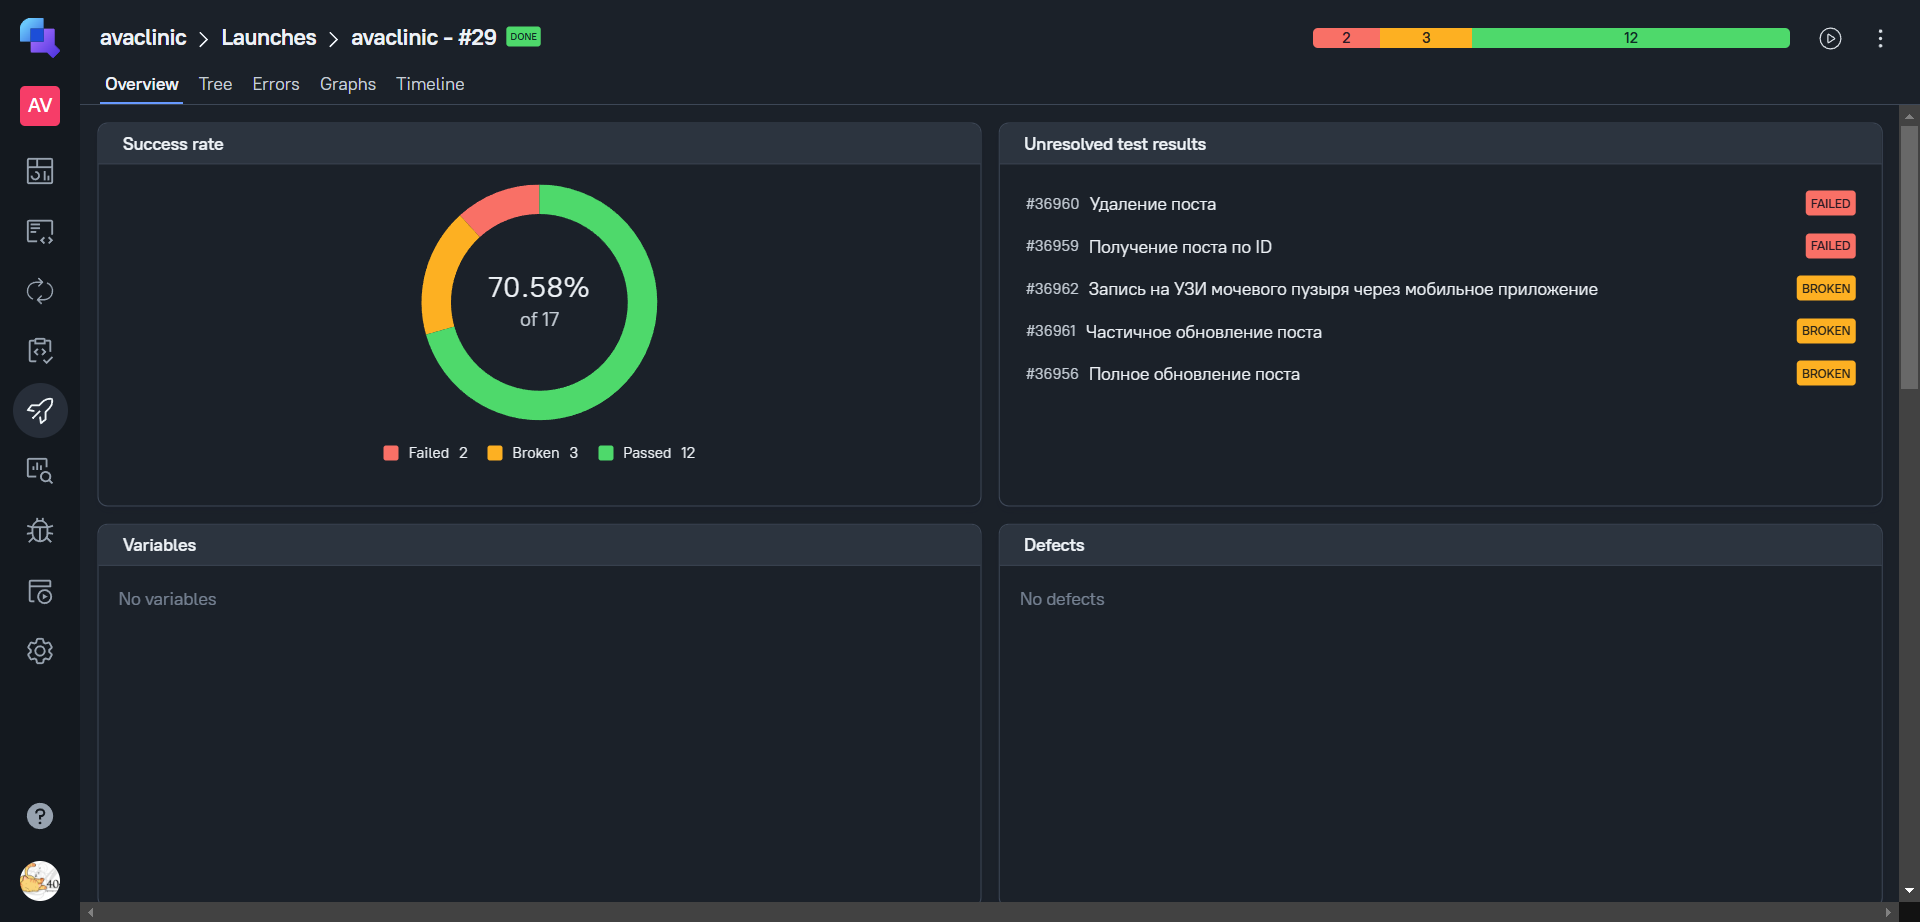 avaclinic > Launches > avaclinic - #29 DONE
2 3 12
AV
Overview Tree Errors Graphs Timeline
Success rate
70.58%
of 17
Failed 2 Broken 3 Passed 12
Unresolved test results
#36960 Удаление поста FAILED
#36959 Получение поста по ID FAILED
#36962 Запись на УЗИ мочевого пузыря через мобильное приложение BROKEN
#36961 Частичное обновление поста BROKEN
#36956 Полное обновление поста BROKEN
Variables
No variables
Defects
No defects
?
40